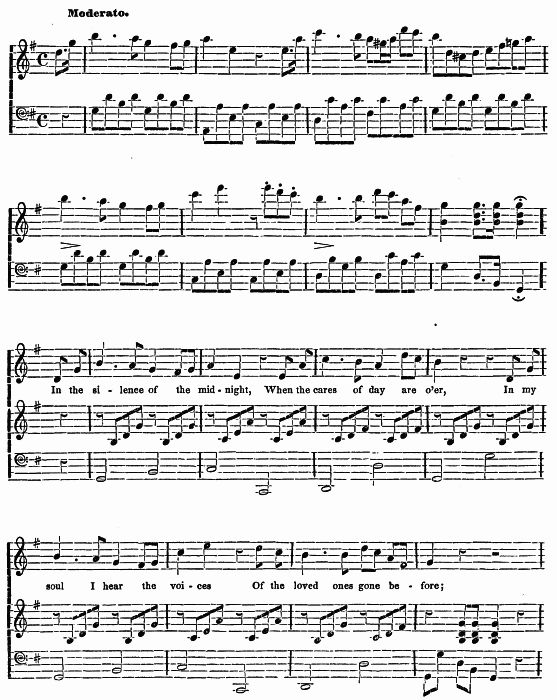 Moderato.
In the si - lence of the mid - night, When the cares of day are o'er, In my
soul I hear the voi - ces Of the loved ones gone be - fore;